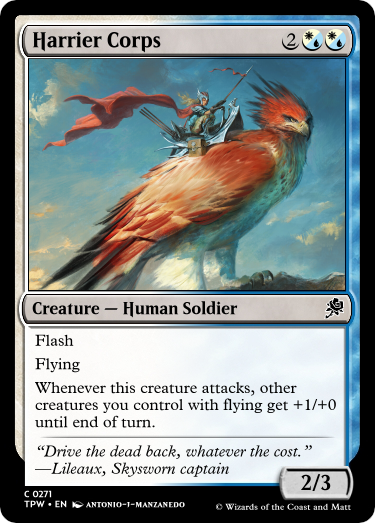 Harrier Corps 2
Creature — Human Soldier
Flash
Flying
Whenever this creature attacks, other
creatures you control with flying get +1/+0
until end of turn.
“Drive the dead back, whatever the cost.”
—Lileaux, Skysworn captain
2/3
C 0271
TPW • EN ANTONIO-J-MANZANEDO
© Wizards of the Coast and Matt